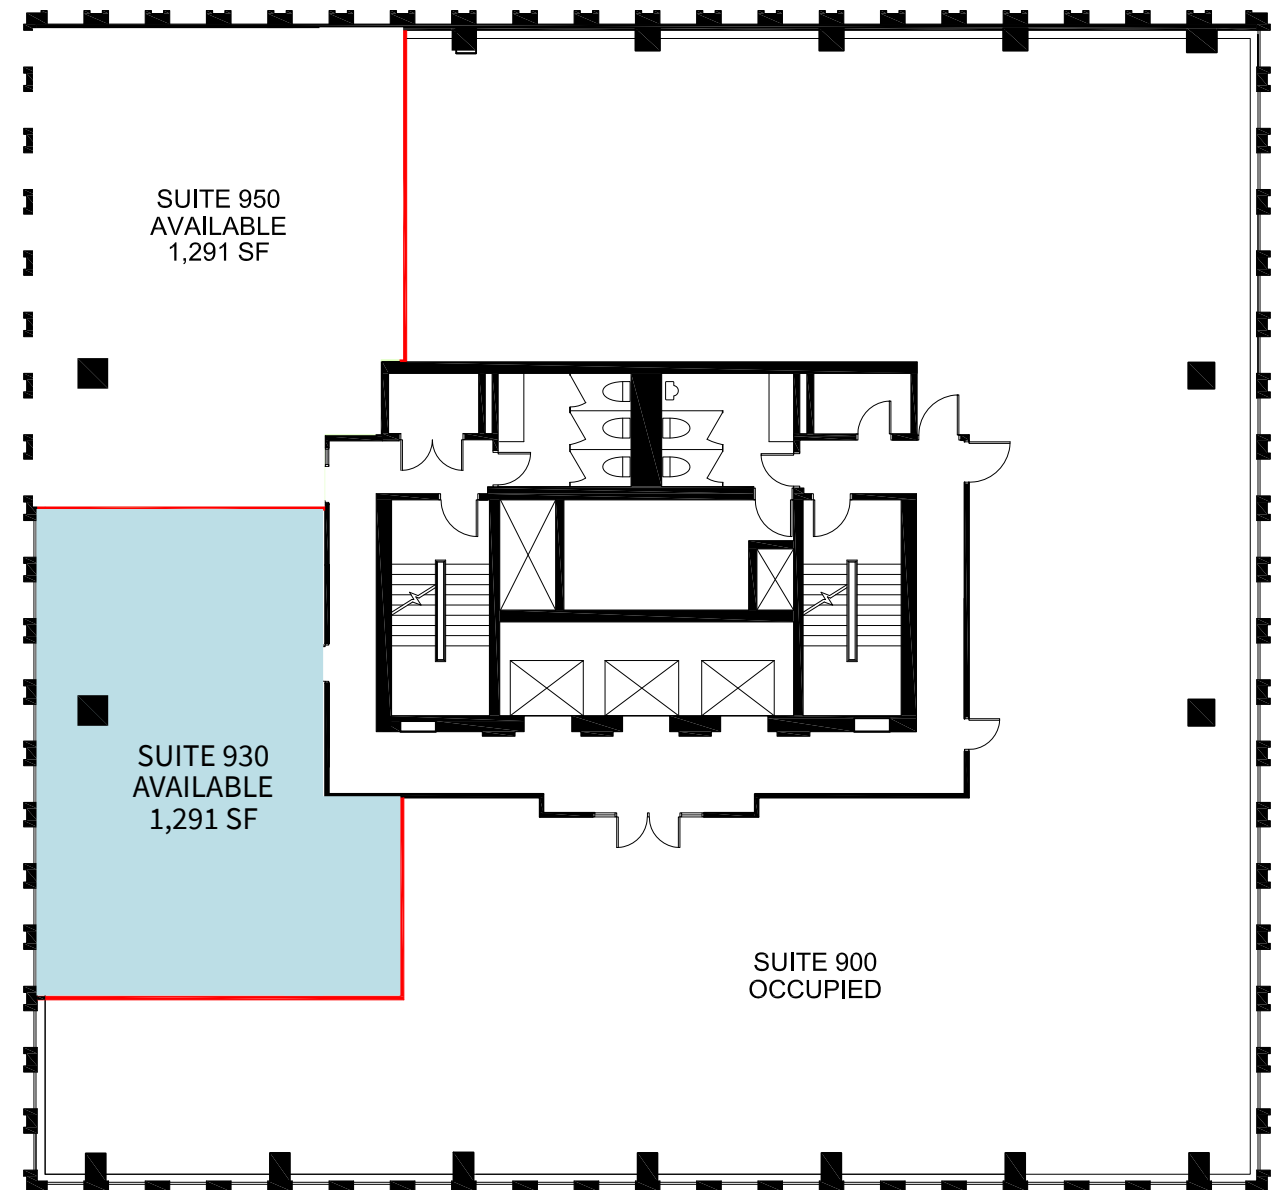 SUITE 950
AVAILABLE
1,291 SF
SUITE 930
AVAILABLE
1,291 SF
SUITE 900
OCCUPIED